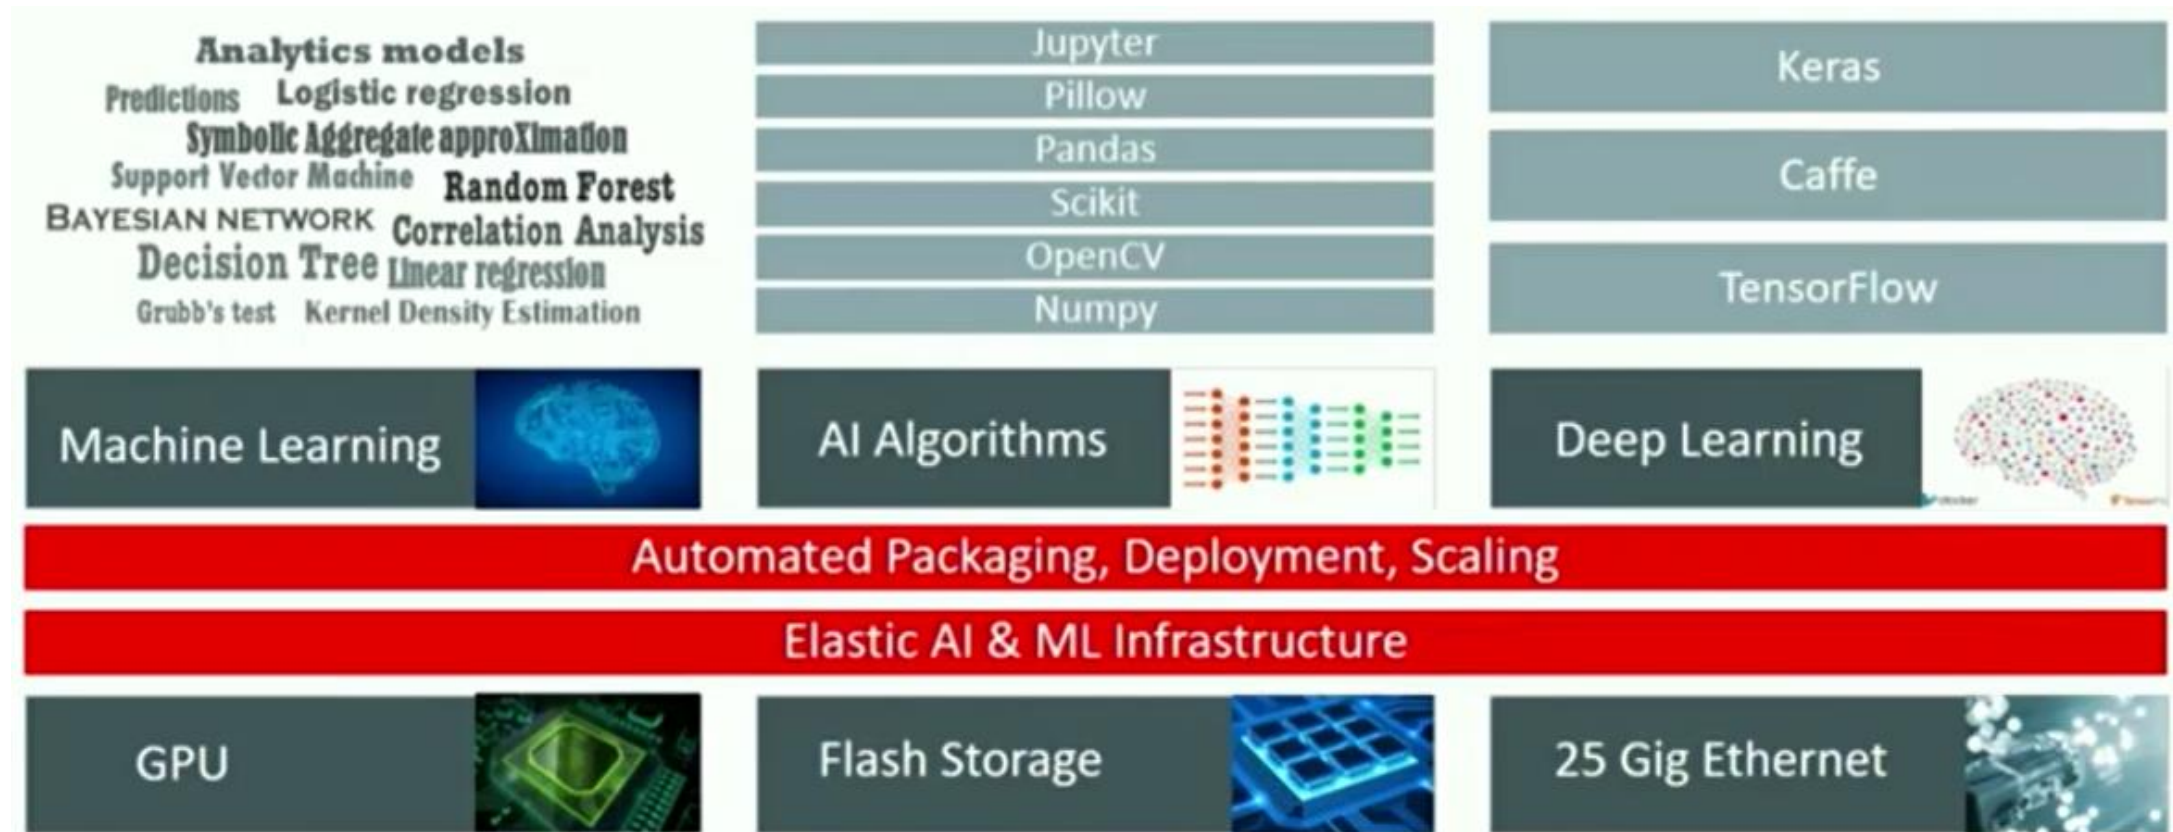 Analytics models
Predictions Logistic regression
Symbolic Aggregate approXimation
Support Vector Machine Random Forest
BAYESIAN NETWORK Correlation Analysis
Decision Tree Linear regression
Grubb's test Kernel Density Estimation
Jupyter
Pillow
Pandas
Scikit
OpenCV
Numpy
Keras
Caffe
TensorFlow
Machine Learning
AI Algorithms
Deep Learning
Automated Packaging, Deployment, Scaling
Elastic AI & ML Infrastructure
GPU
Flash Storage
25 Gig Ethernet